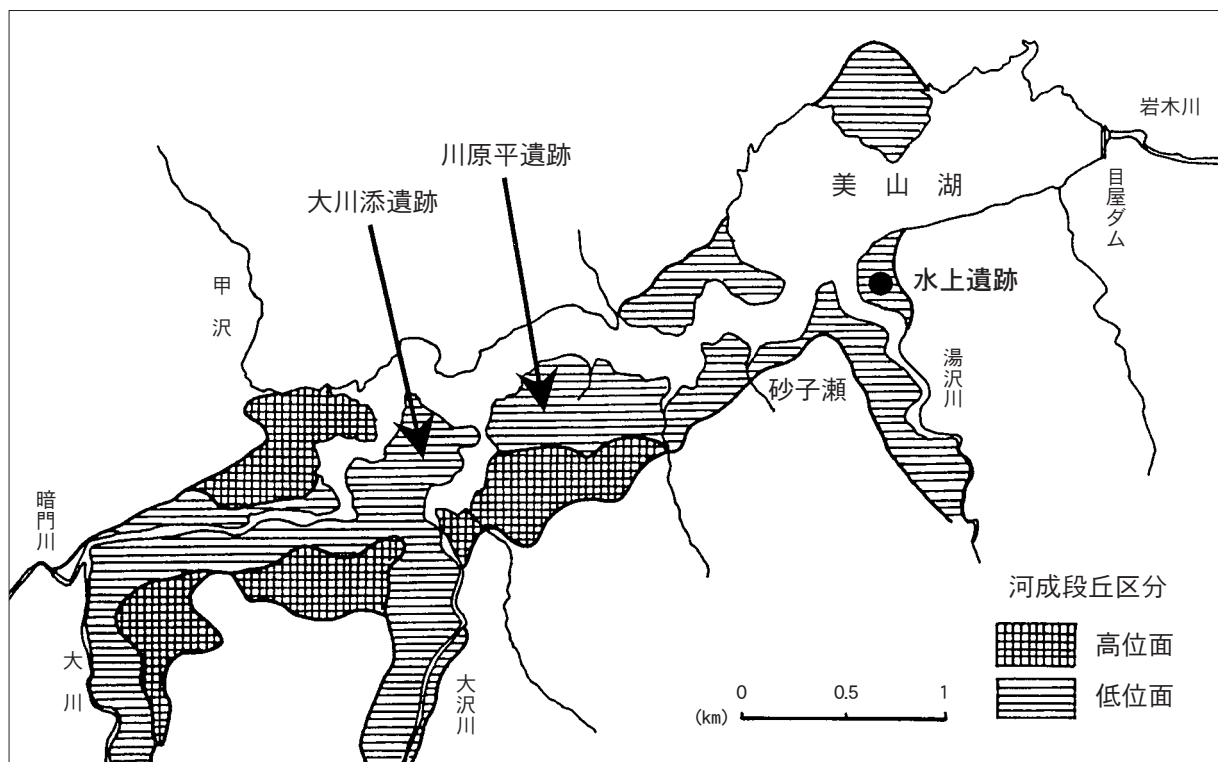 岩木川
川原平遺跡
美山湖
目屋ダム
大川添遺跡
甲沢
水上遺跡
湯沢川
砂子瀬
暗門川
河成段丘区分
高位面
低位面
大川
大沢川
0 0.5 1
(km)